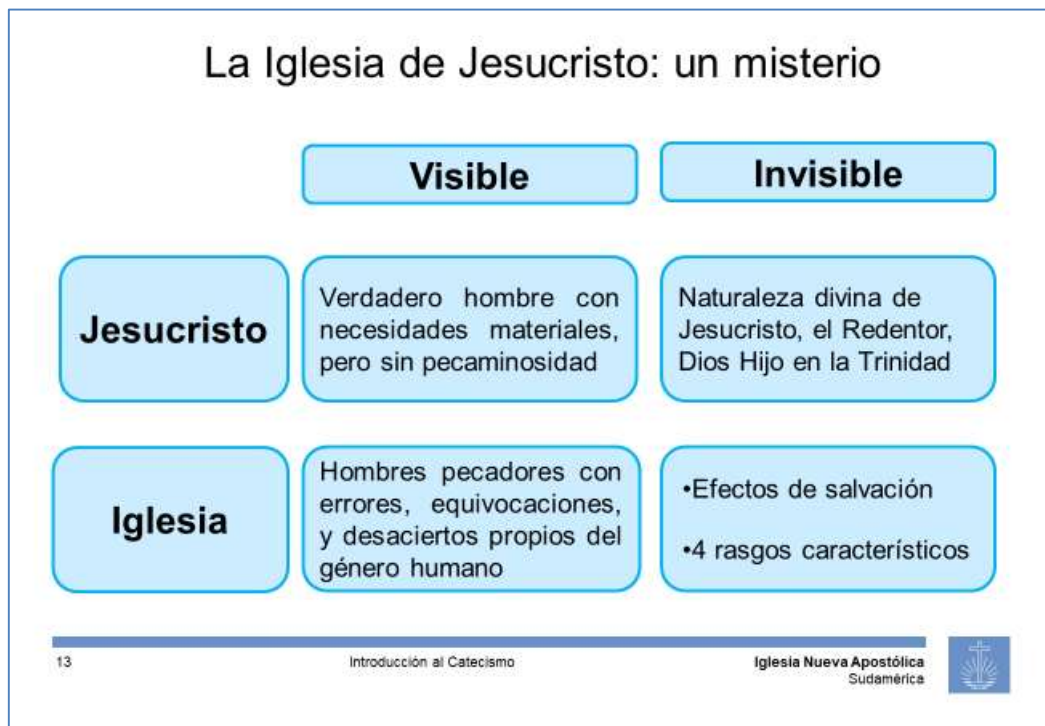 La Iglesia de Jesucristo: un misterio
Visible
Invisible
Jesucristo
Verdadero hombre con
necesidades materiales,
pero sin pecaminosidad
Naturaleza divina de
Jesucristo, el Redentor,
Dios Hijo en la Trinidad
Iglesia
Hombres pecadores con
errores, equivocaciones,
y desaciertos propios del
género humano
•Efectos de salvación
•4 rasgos característicos
13
Introducción al Catecismo
Iglesia Nueva Apostólica
Sudamérica